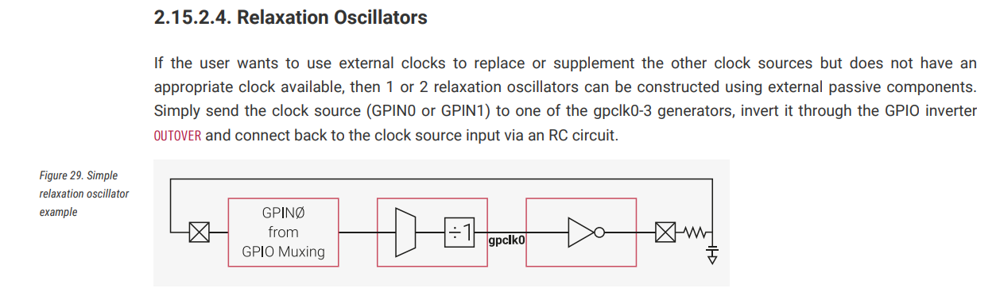 2.15.2.4. Relaxation Oscillators
If the user wants to use external clocks to replace or supplement the other clock sources but does not have an
appropriate clock available, then 1 or 2 relaxation oscillators can be constructed using external passive components.
Simply send the clock source (GPIN0 or GPIN1) to one of the gpclk0-3 generators, invert it through the GPIO inverter
OUTOVER and connect back to the clock source input via an RC circuit.
Figure 29. Simple
relaxation oscillator
example
GPINØ
from
GPIO Muxing
÷1
gpclk0